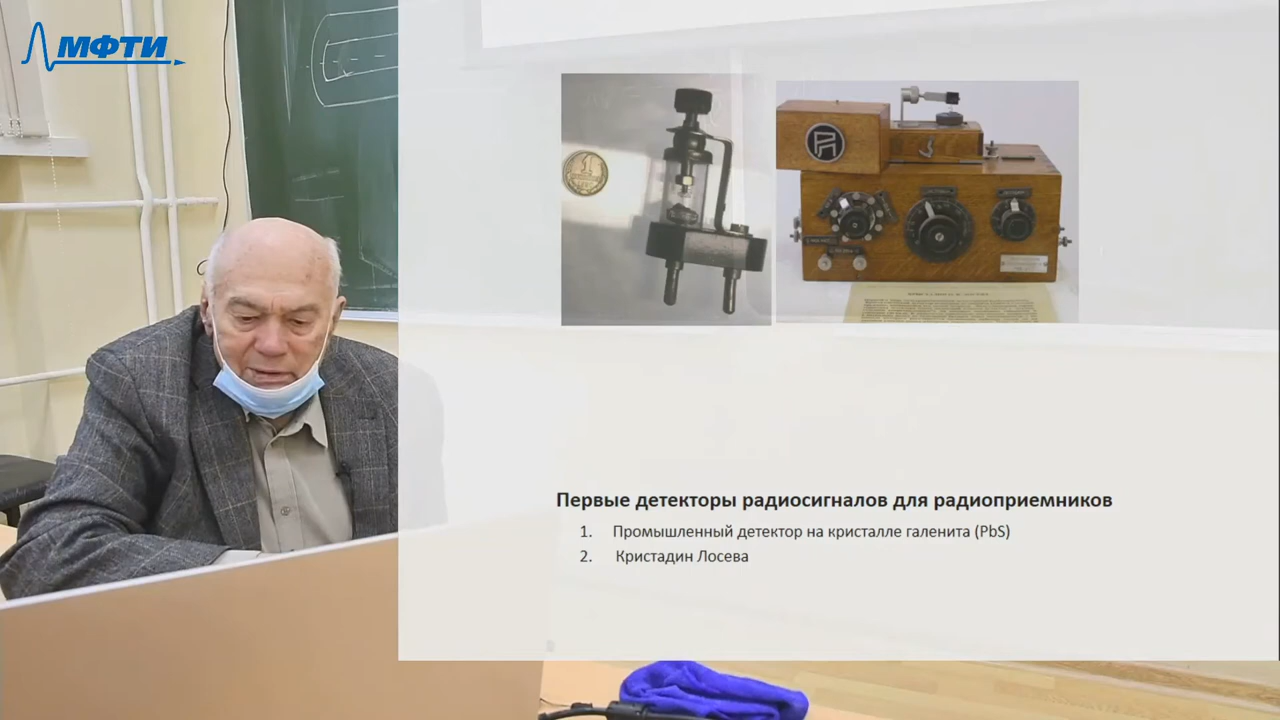 МФТИ
Первые детекторы радиосигналов для радиоприемников
1. Промышленный детектор на кристалле галенита (PbS)
2. Кристадин Лосева